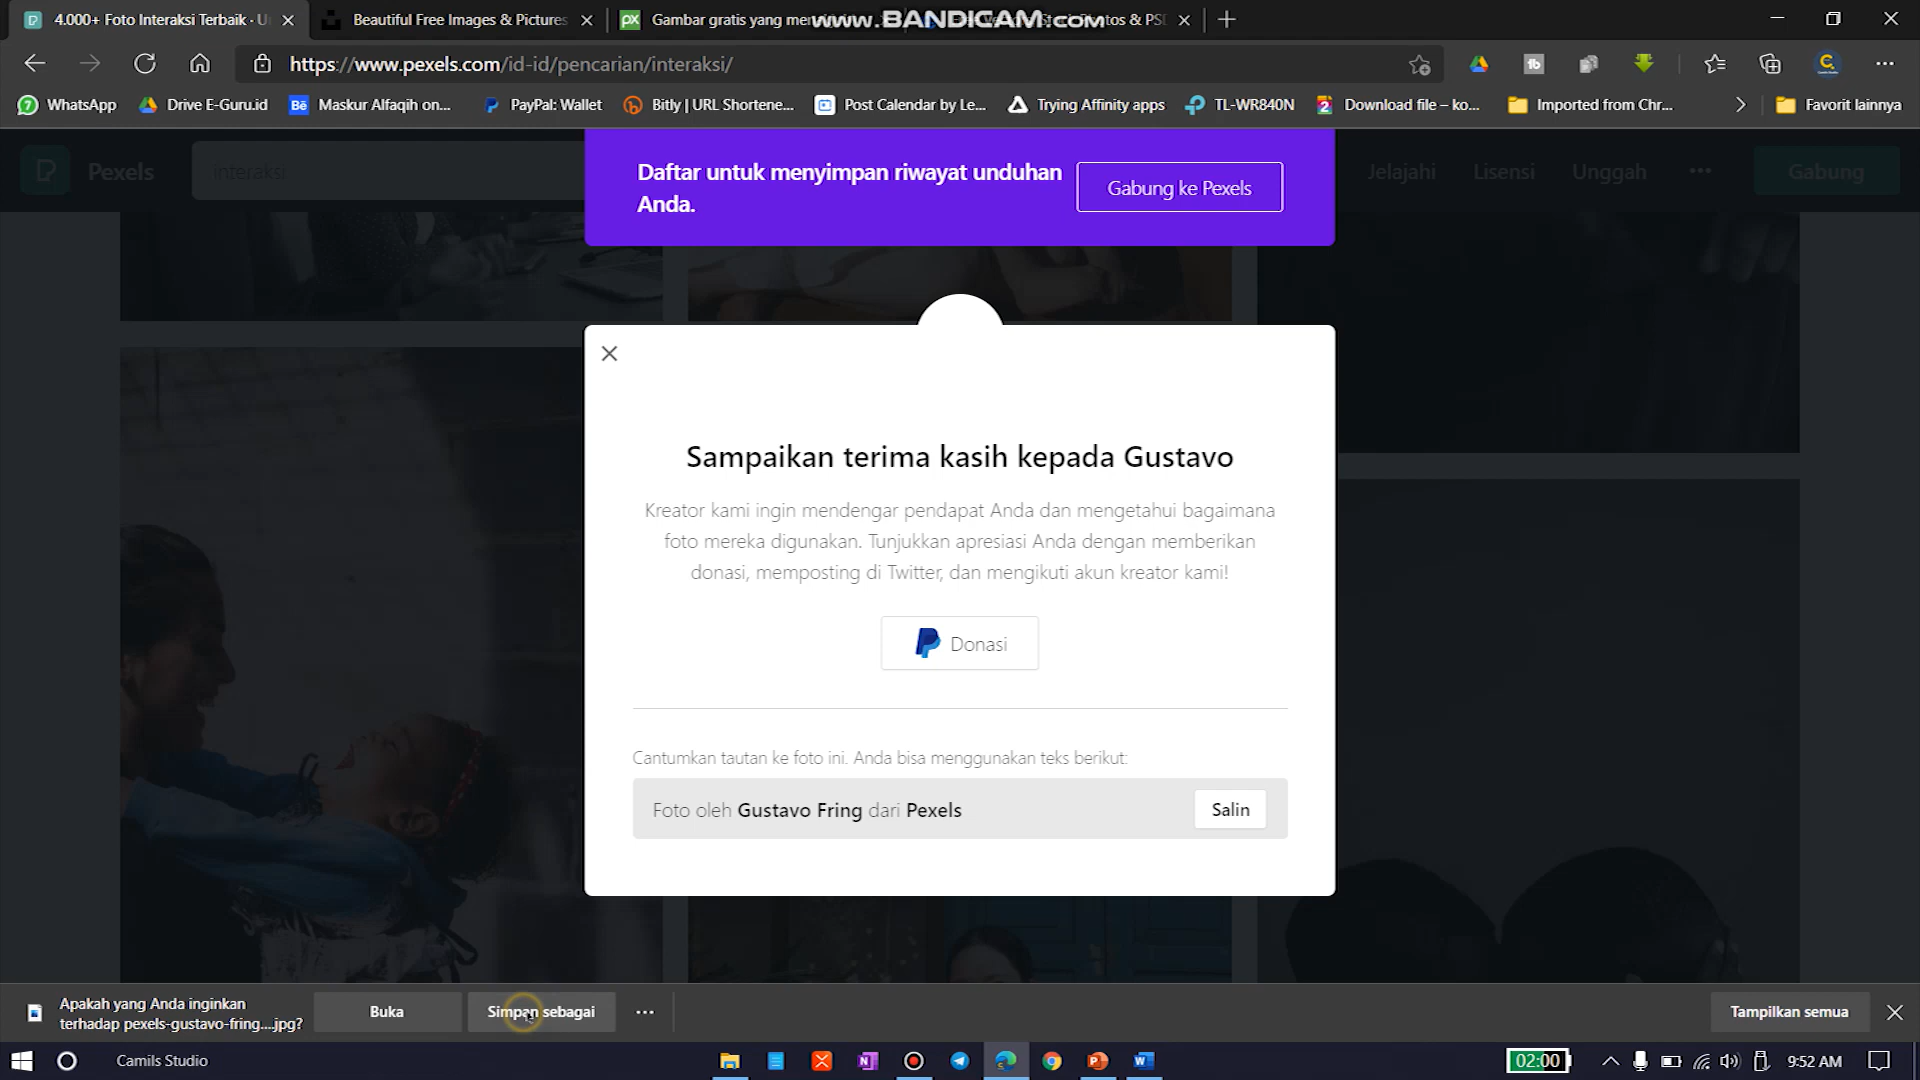 4.000+ Foto Interaksi Terbaik · U
Beautiful Free Images & Pictures
Gambar gratis yang me
www.BANDICAM.com
otos & PSD
https://www.pexels.com/id-id/pencarian/interaksi/
WhatsApp
Drive E-Guru.id
Maskur Alfaqih on...
PayPal: Wallet
Bitly | URL Shortene...
Post Calendar by Le...
Trying Affinity apps
TL-WR840N
Download file – ko...
Imported from Chr...
Favorit lainnya
Pexels
interaksi
Daftar untuk menyimpan riwayat unduhan
Anda.
Gabung ke Pexels
Jelajahi
Lisensi
Unggah
Gabung
Sampaikan terima kasih kepada Gustavo
Kreator kami ingin mendengar pendapat Anda dan mengetahui bagaimana
foto mereka digunakan. Tunjukkan apresiasi Anda dengan memberikan
donasi, memposting di Twitter, dan mengikuti akun kreator kami!
Donasi
Cantumkan tautan ke foto ini. Anda bisa menggunakan teks berikut:
Foto oleh Gustavo Fring dari Pexels
Salin
Apakah yang Anda inginkan
terhadap pexels-gustavo-fring....jpg?
Buka
Simpan sebagai
Tampilkan semua
Camils Studio
02:00
9:52 AM